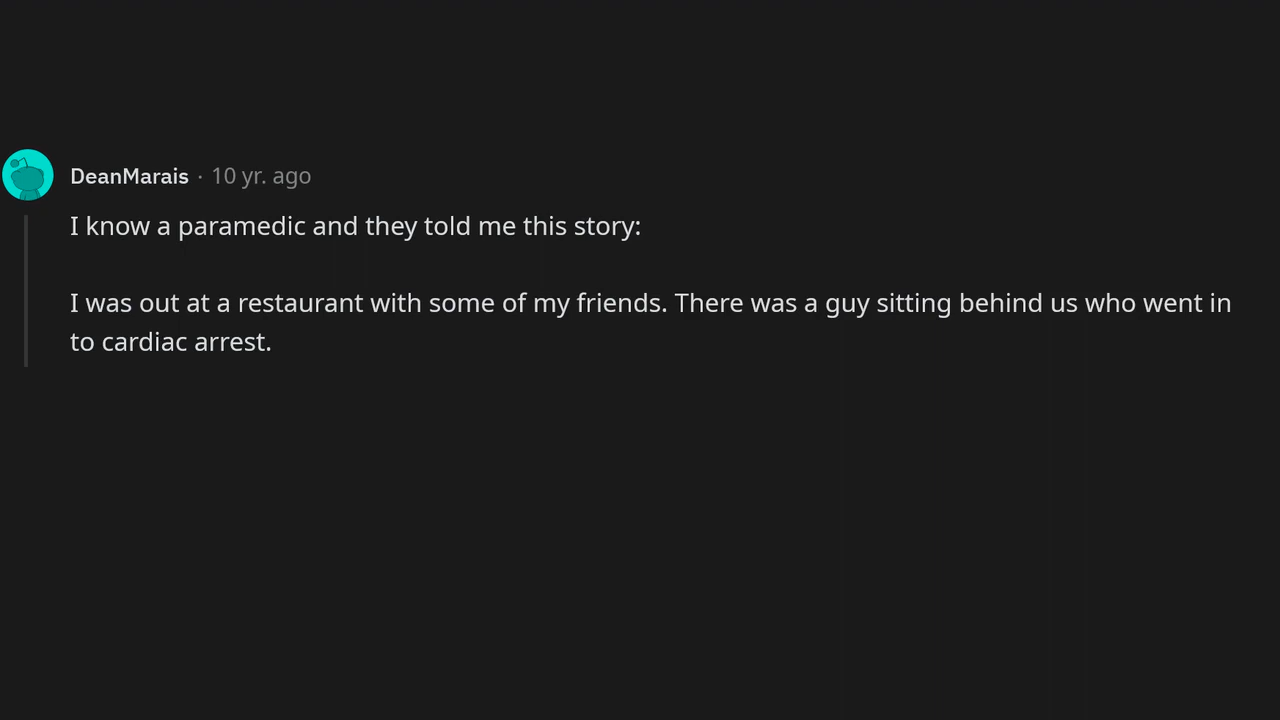 DeanMarais · 10 yr. ago
I know a paramedic and they told me this story:
I was out at a restaurant with some of my friends. There was a guy sitting behind us who went in
to cardiac arrest.